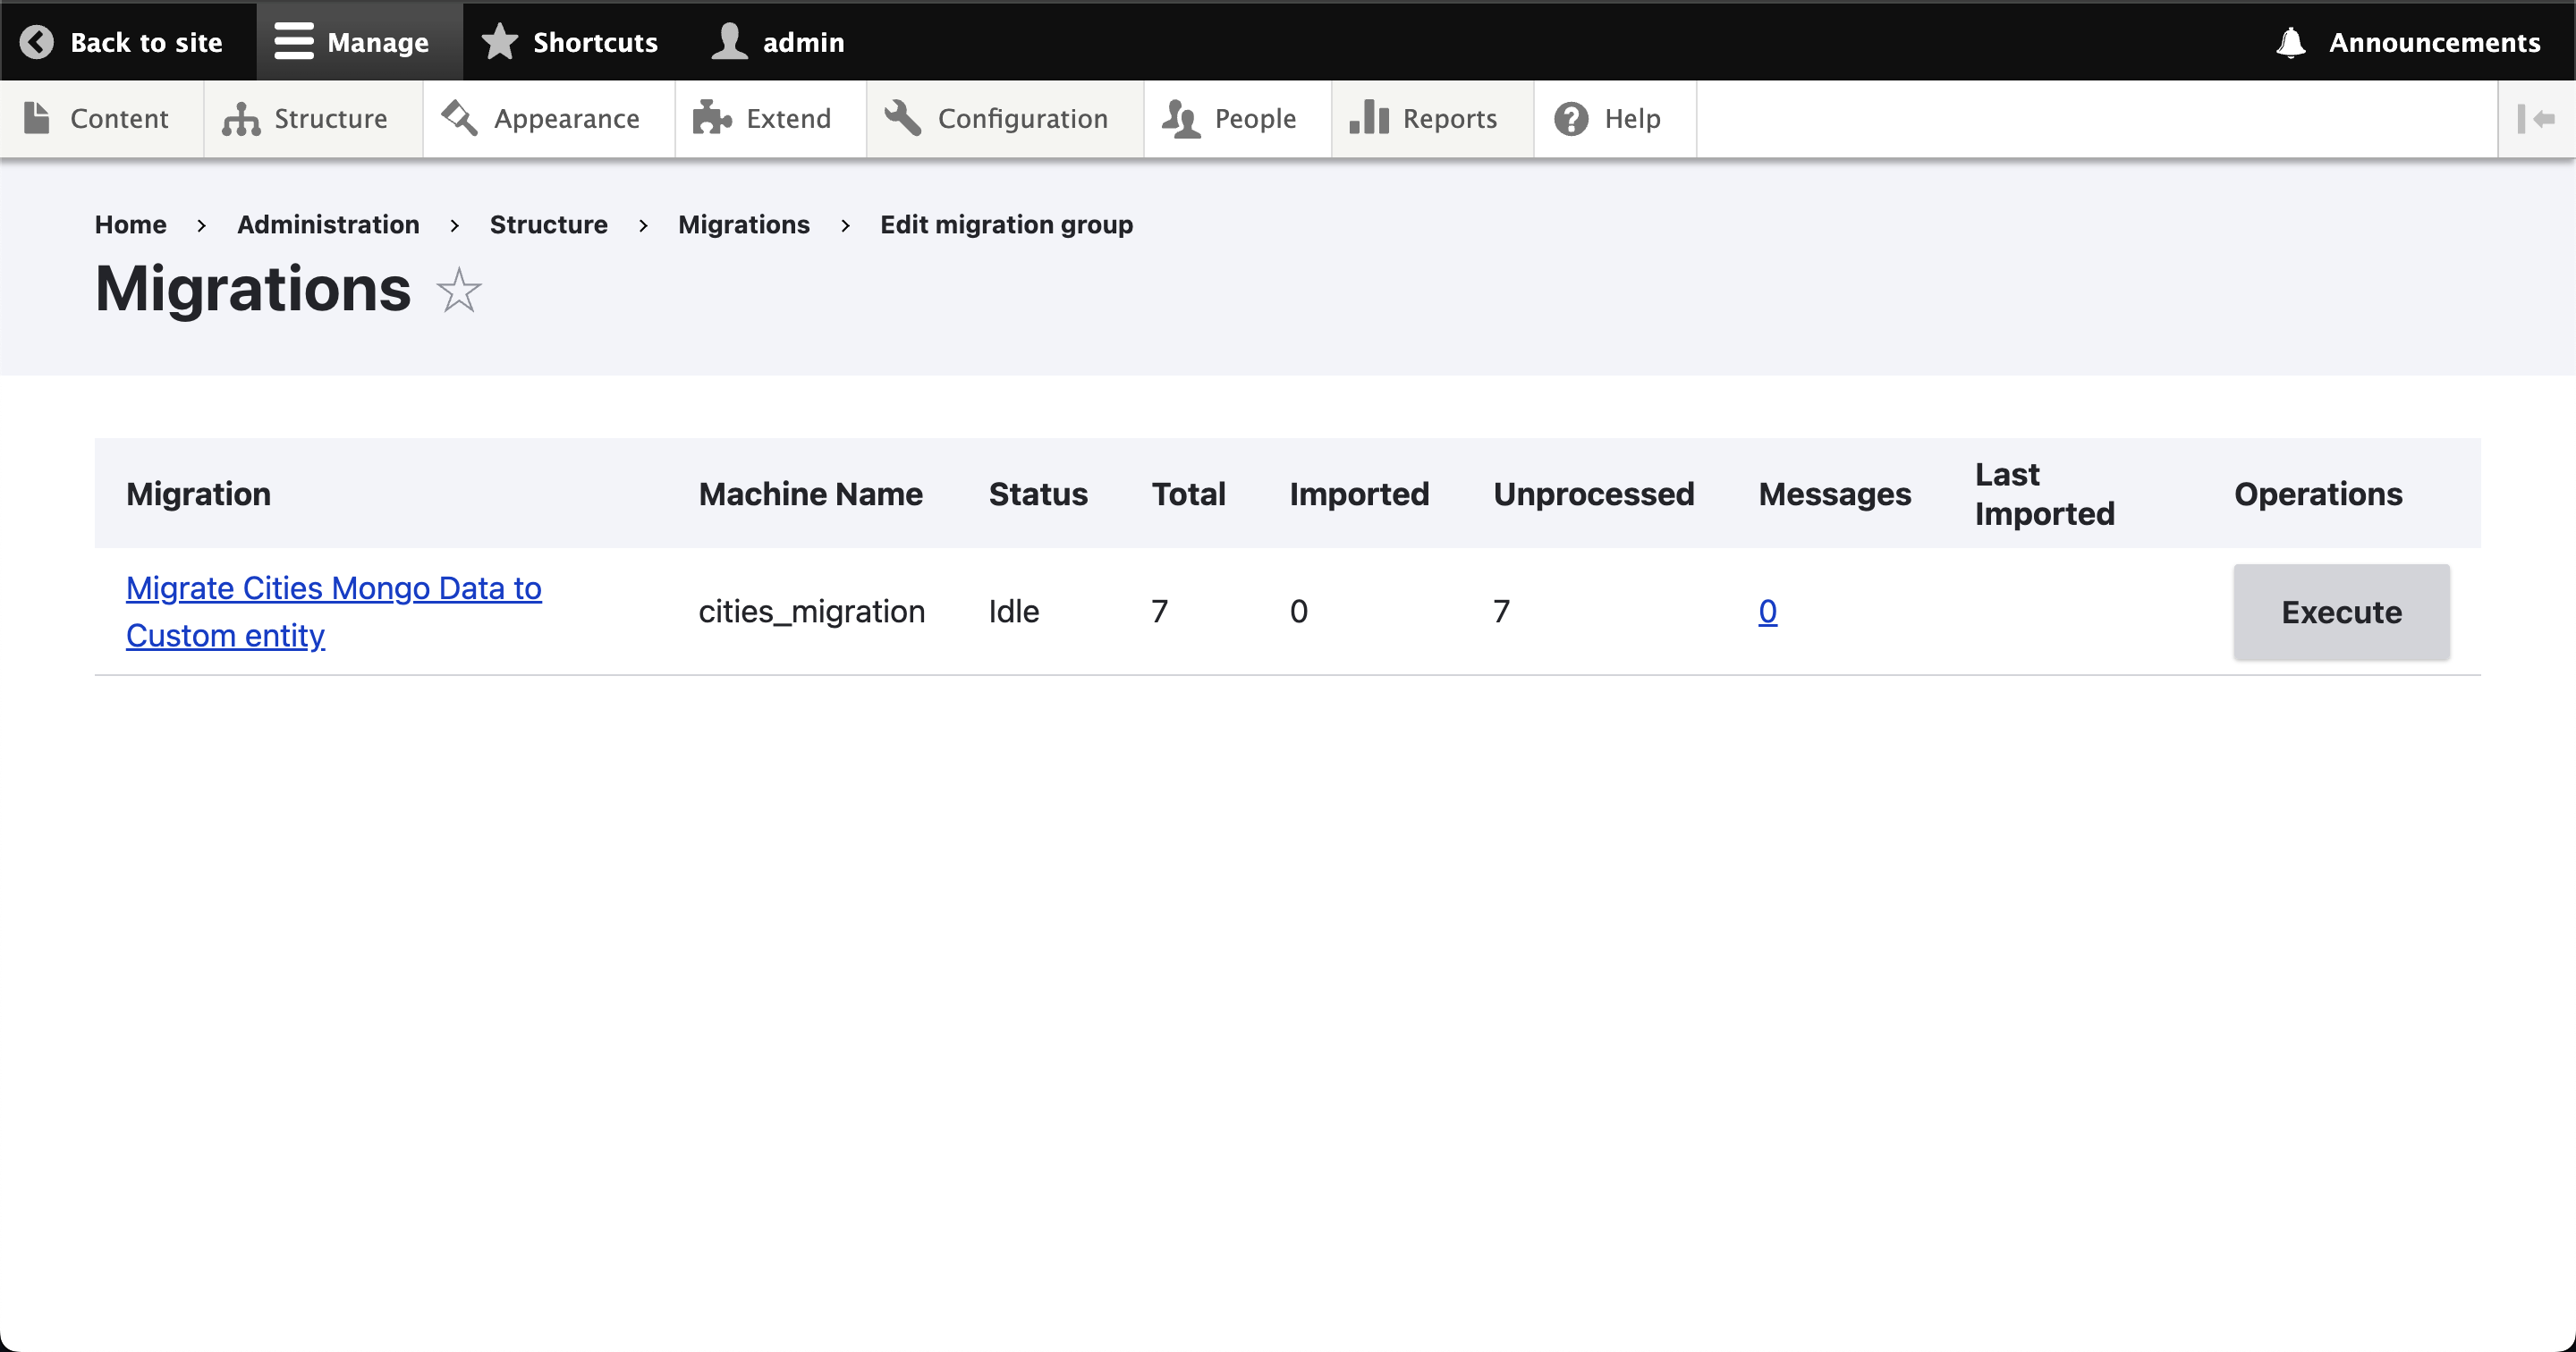 Back to site Manage Shortcuts admin Announcements
Content Structure Appearance Extend Configuration People Reports Help
Home › Administration › Structure › Migrations › Edit migration group
Migrations
Migration Machine Name Status Total Imported Unprocessed Messages Last Imported Operations
Migrate Cities Mongo Data to
Custom entity
cities_migration Idle 7 0 7 0 Execute